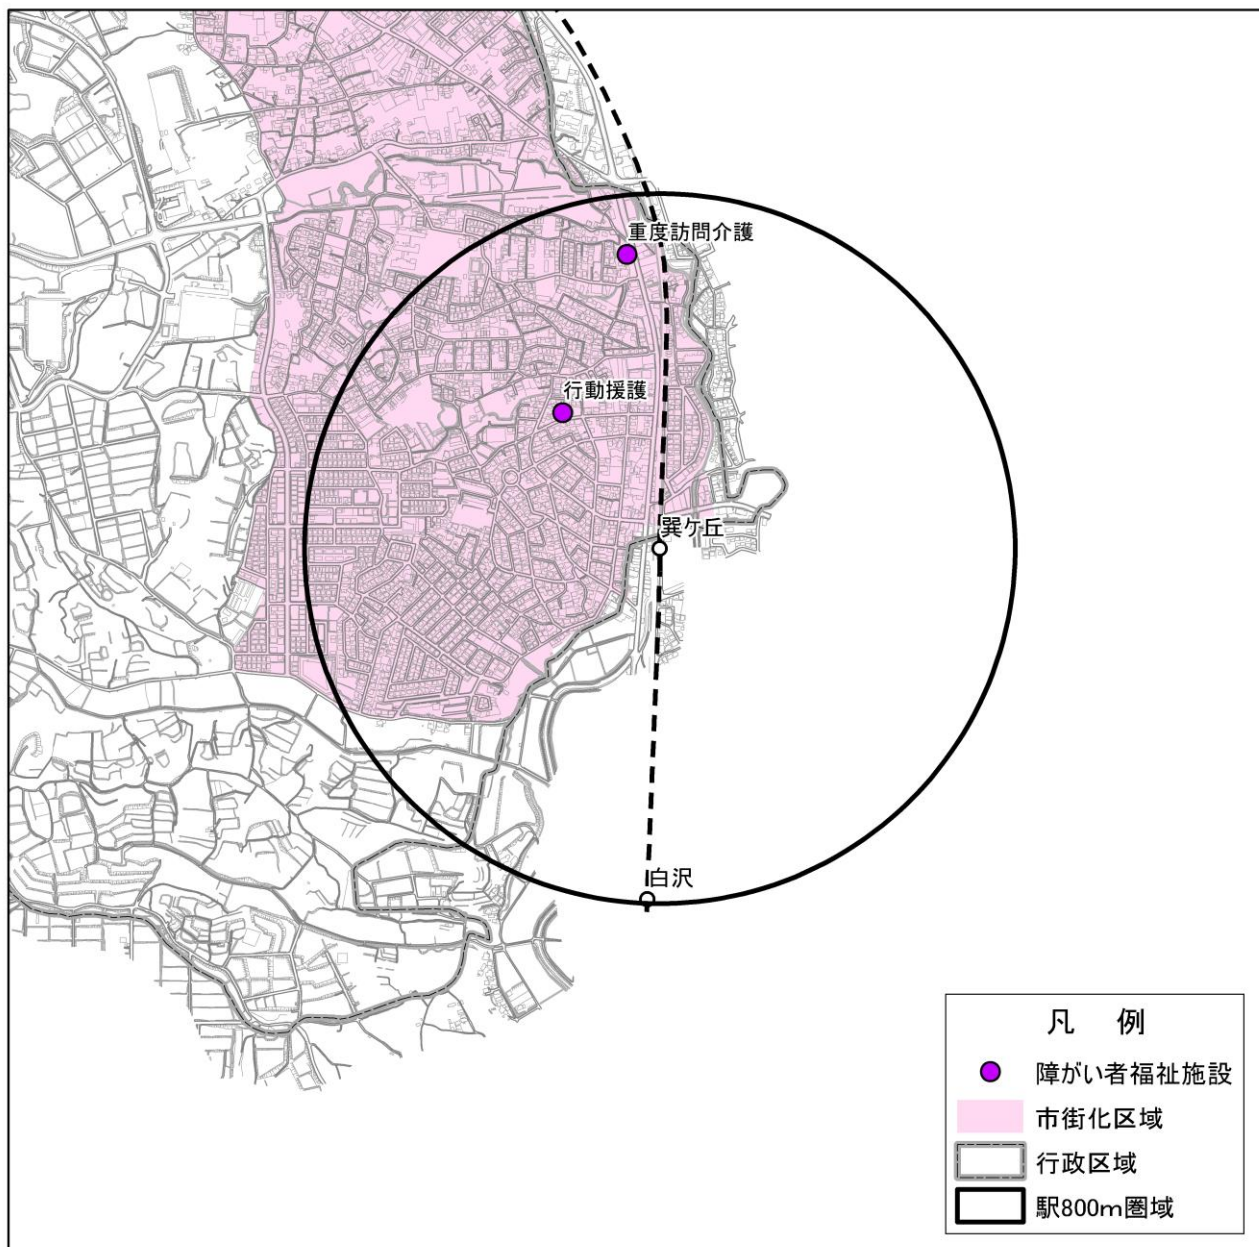 重度訪問介護
行動援護
巽ケ丘
白沢
凡 例
障がい者福祉施設
市街化区域
行政区域
駅800m圏域